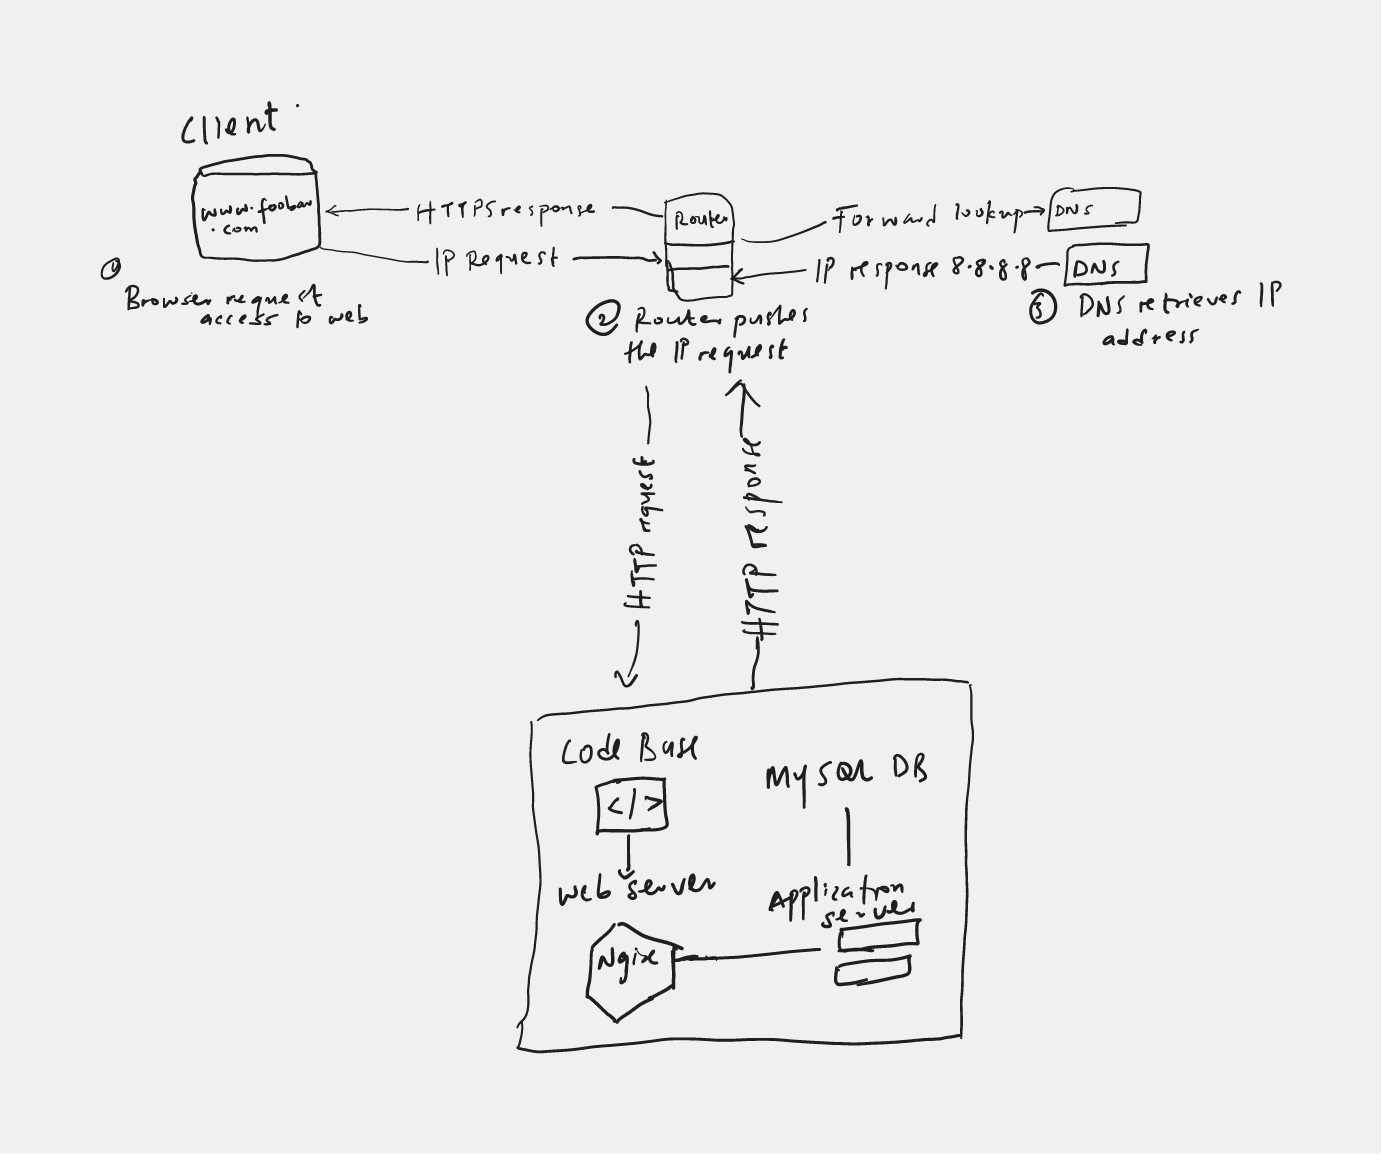 Client
www.foobar
.com
HTTPS response
Router
Forward lookup
DNS
IP Request
IP response 8.8.8.8
DNS
1
Browser request
access to web
2 Router pushes
the IP request
3 DNS retrieves IP
address
HTTP request
HTTP response
Code Base
</>
MySQL DB
Web server
Application
server
Ngix